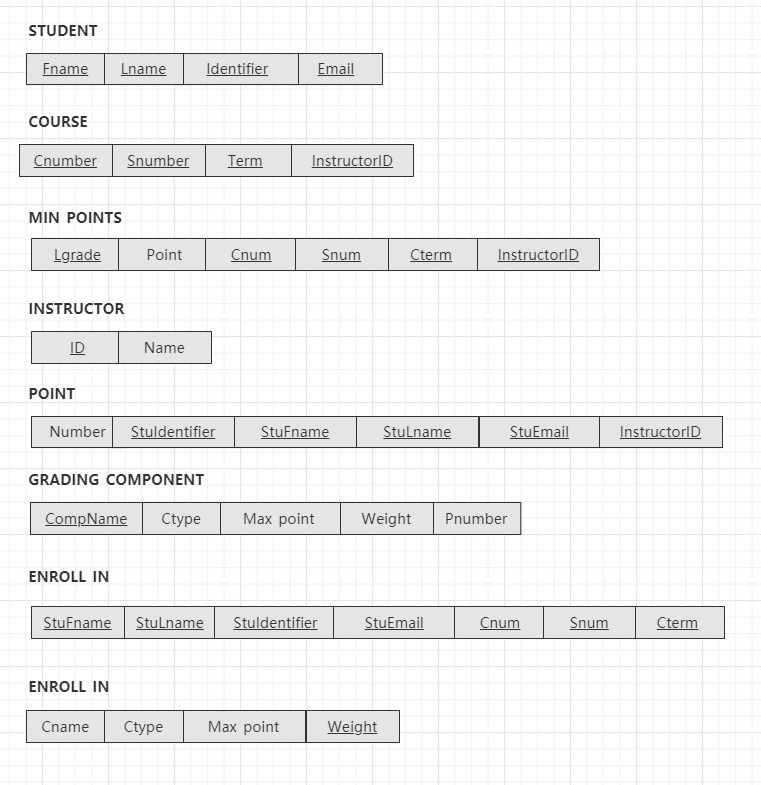 STUDENT
Fname Lname Identifier Email
COURSE
Cnumber Snumber Term InstructorID
MIN POINTS
Lgrade Point Cnum Snum Cterm InstructorID
INSTRUCTOR
ID Name
POINT
Number StuIdentifier StuFname StuLname StuEmail InstructorID
GRADING COMPONENT
CompName Ctype Max point Weight Pnumber
ENROLL IN
StuFname StuLname StuIdentifier StuEmail Cnum Snum Cterm
ENROLL IN
Cname Ctype Max point Weight